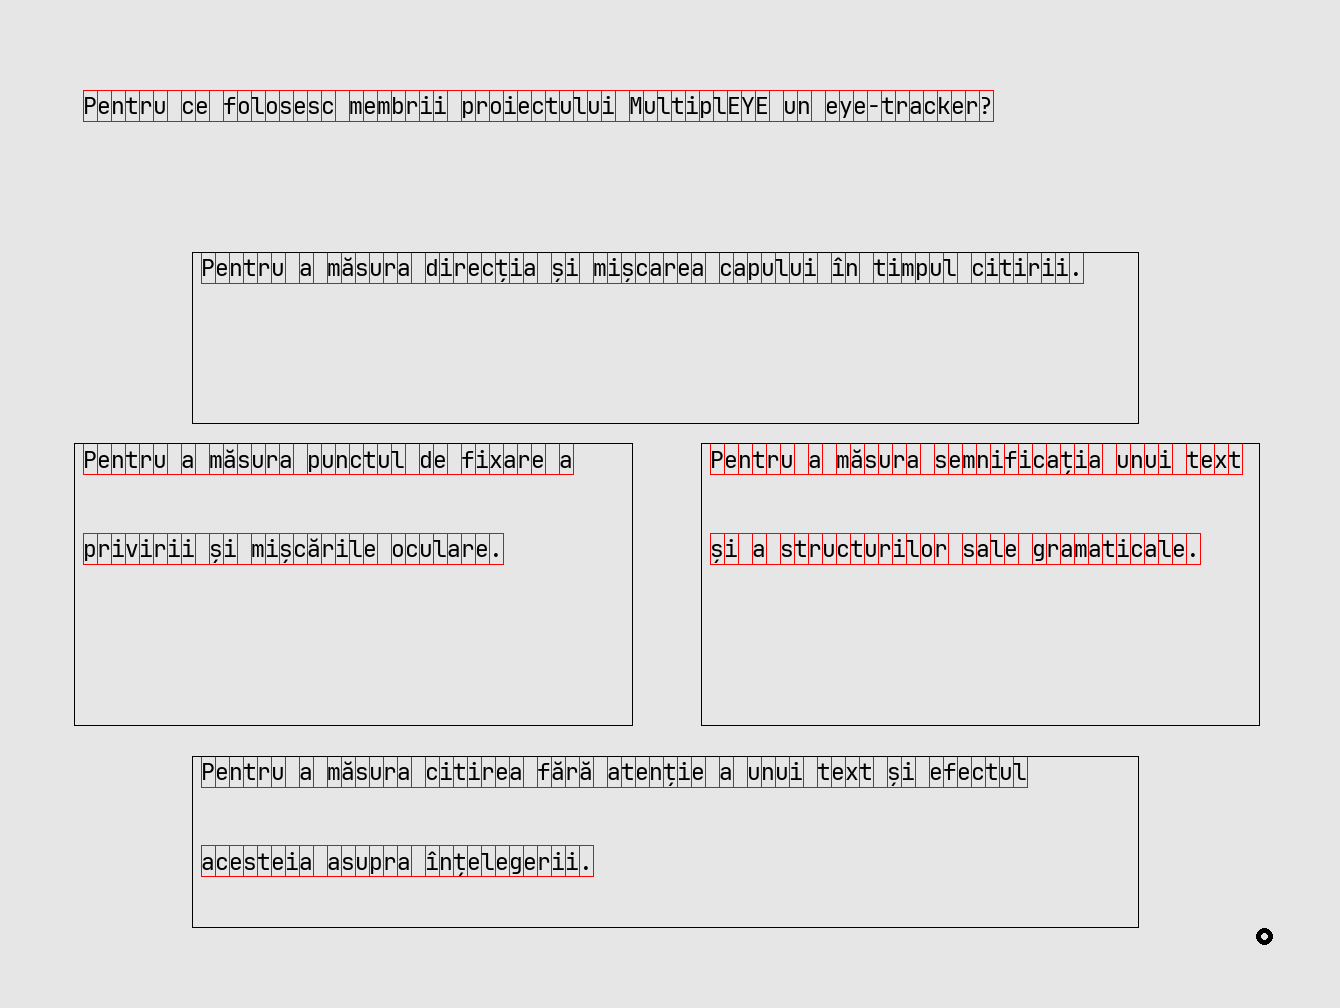 Pentru ce folosesc membrii proiectului MultiplEYE un eye-tracker?
Pentru a măsura direcția și mișcarea capului în timpul citirii.
Pentru a măsura punctul de fixare a
privirii și mișcările oculare.
Pentru a măsura semnificația unui text
și a structurilor sale gramaticale.
Pentru a măsura citirea fără atenție a unui text și efectul
acesteia asupra înțelegerii.